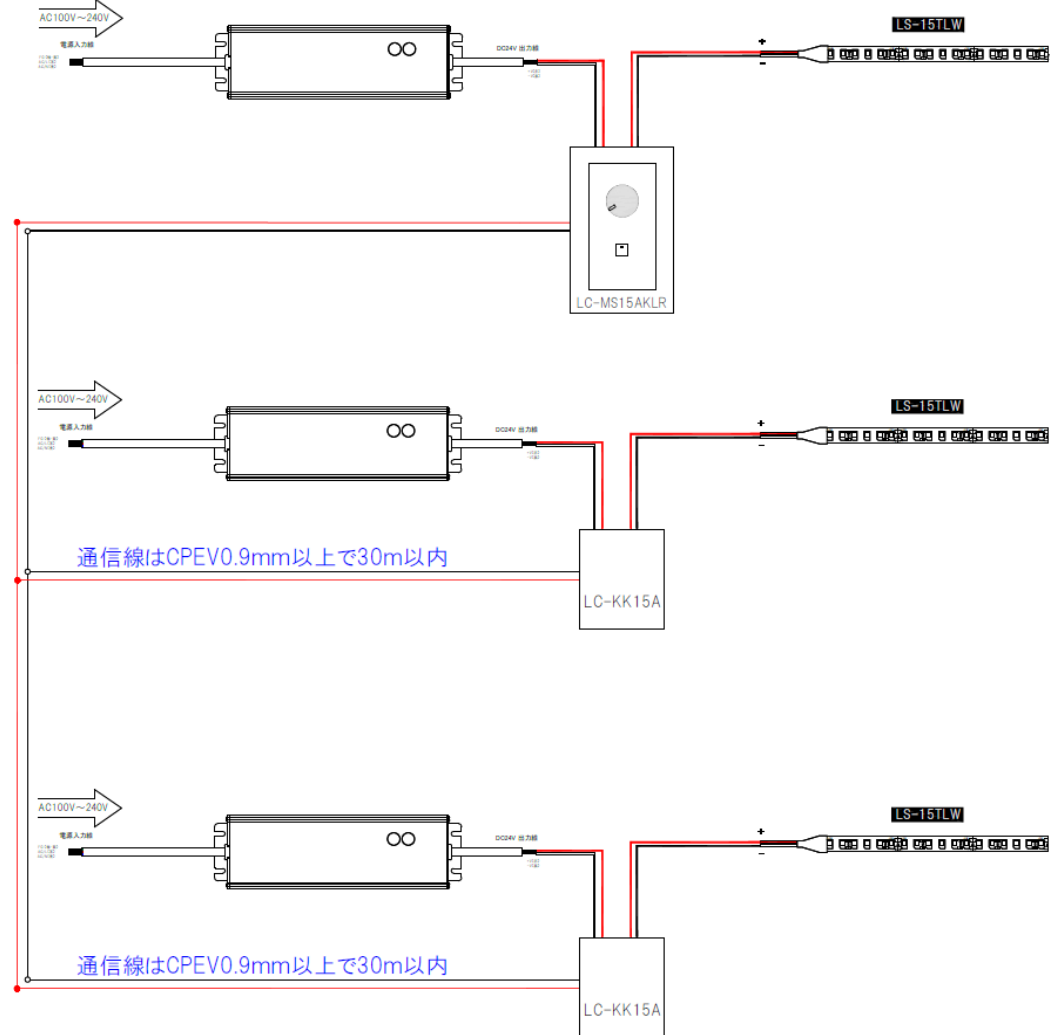 AC100V～240V
電源入力線
DC24V 出力線
+
-
LS-15TLW
LC-MS15AKLR
AC100V～240V
電源入力線
DC24V 出力線
+
-
LS-15TLW
通信線はCPEV0.9mm以上で30m以内
LC-KK15A
AC100V～240V
電源入力線
DC24V 出力線
+
-
LS-15TLW
通信線はCPEV0.9mm以上で30m以内
LC-KK15A